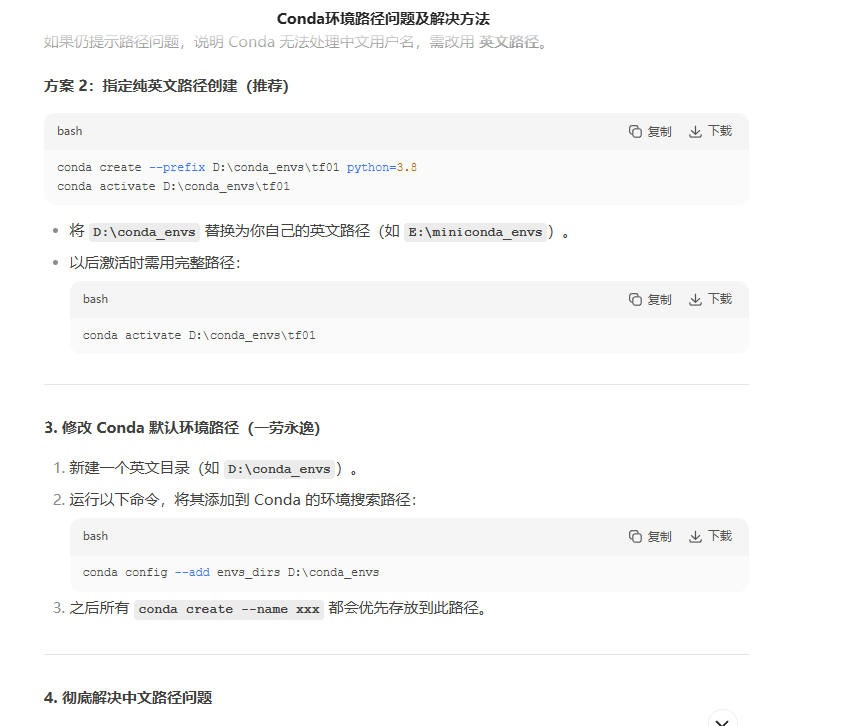 Conda环境路径问题及解决方法
如果仍提示路径问题，说明 Conda 无法处理中文用户名，需改用 英文路径。
方案 2：指定纯英文路径创建（推荐）
bash 复制 下载
conda create --prefix D:\conda_envs\tf01 python=3.8
conda activate D:\conda_envs\tf01
• 将 D:\conda_envs 替换为你自己的英文路径（如 E:\miniconda_envs）。
• 以后激活时需用完整路径：
bash 复制 下载
conda activate D:\conda_envs\tf01
3. 修改 Conda 默认环境路径（一劳永逸）
1. 新建一个英文目录（如 D:\conda_envs）。
2. 运行以下命令，将其添加到 Conda 的环境搜索路径：
bash 复制 下载
conda config --add envs_dirs D:\conda_envs
3. 之后所有 conda create --name xxx 都会优先存放到此路径。
4. 彻底解决中文路径问题